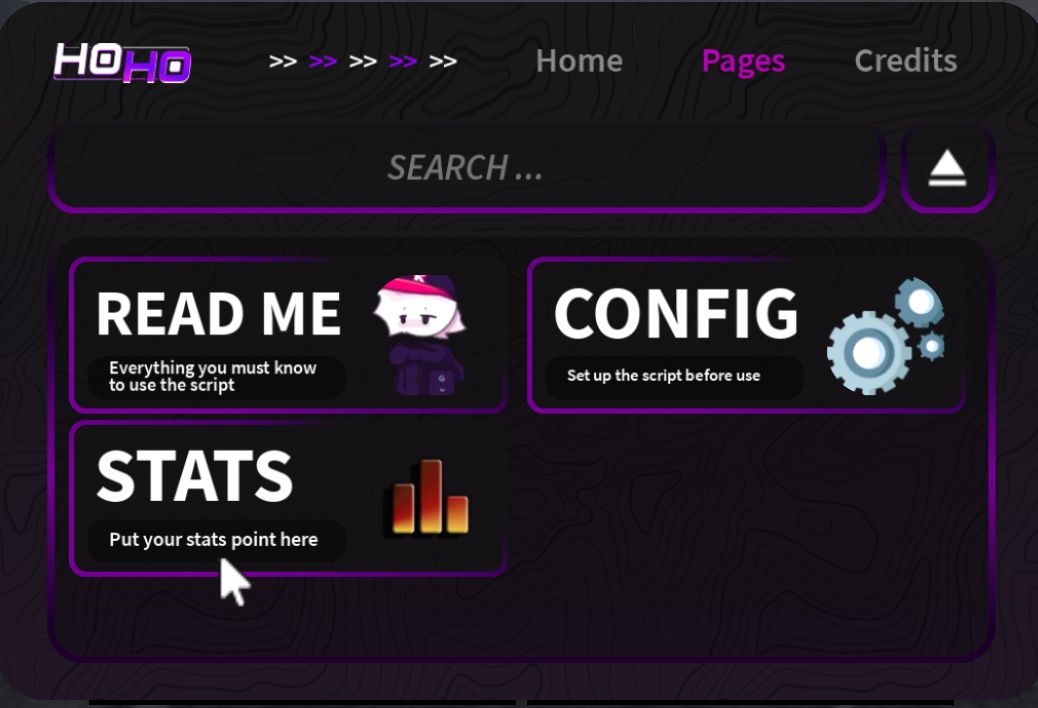 HOHO
>> >> >> >> >>
Home
Pages
Credits
SEARCH ...
READ ME
Everything you must know
to use the script
CONFIG
Set up the script before use
STATS
Put your stats point here